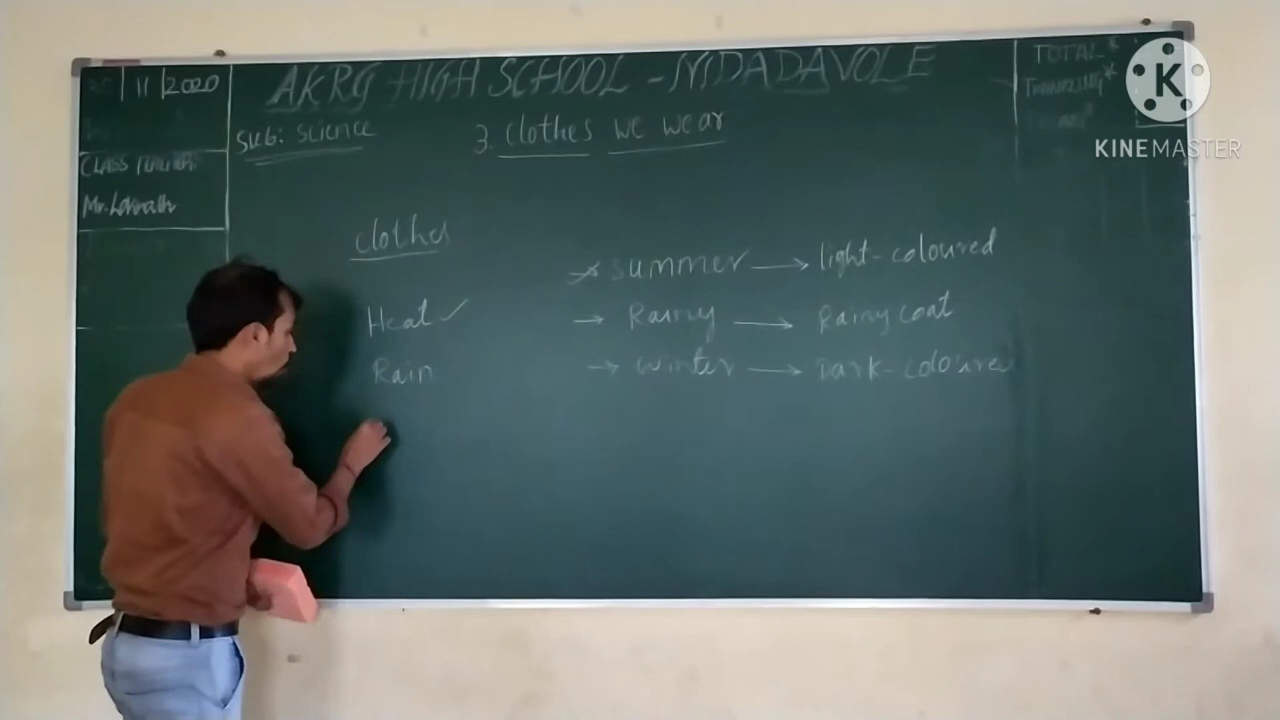 11/2020
AKRG HIGH SCHOOL - NIDADAVOLE
TOTAL
Sub: Science
3. Clothes we wear
CLASS TEACHER
Mr.
KINEMASTER
Clothes
Summer → light-coloured
Heat ✓
→ Rainy → Rainy coat
Rain
→ Winter → Dark-coloured